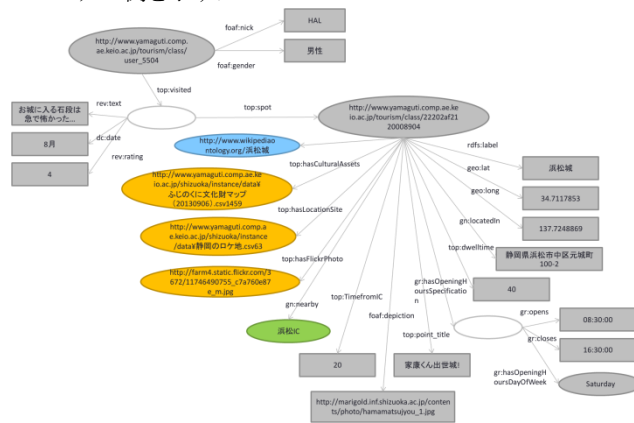 foaf:nick
HAL
http://www.yamaguti.comp.
ae.keio.ac.jp/tourism/class/
user_5504
foaf:gender
男性
top:visited
お城に入る石段は
急で怖かった...
rev:text
top:spot
http://www.yamaguti.comp.ae.ke
io.ac.jp/tourism/class/22202af21
20008904
8月
dc:date
rev:rating
4
http://www.wikipediao
ntology.org/浜松城
rdfs:label
浜松城
top:hasCulturalAssets
geo:lat
http://www.yamaguti.comp.ae.ke
io.ac.jp/shizuoka/instance/data¥
ふじのくに文化財マップ
(20130906).csv1459
geo:long
34.7117853
top:hasLocationSite
gn:locatedIn
137.7248869
http://www.yamaguti.comp.a
e.keio.ac.jp/shizuoka/instance
/data¥静岡のロケ地.csv63
top:dwelltime
静岡県浜松市中区元城町
100-2
top:hasFlickrPhoto
http://farm4.static.flickr.com/3
672/11746490755_c7a760e87
e_m.jpg
gr:hasOpeningH
oursSpecificatio
n
40
gn:nearby
top:TimefromIC
foaf:depiction
浜松IC
top:point_title
gr:opens
08:30:00
gr:closes
16:30:00
20
家康くん出世城!
gr:hasOpeningH
oursDayOfWeek
Saturday
http://marigold.inf.shizuoka.ac.jp/conten
ts/photo/hamamatsujyou_1.jpg